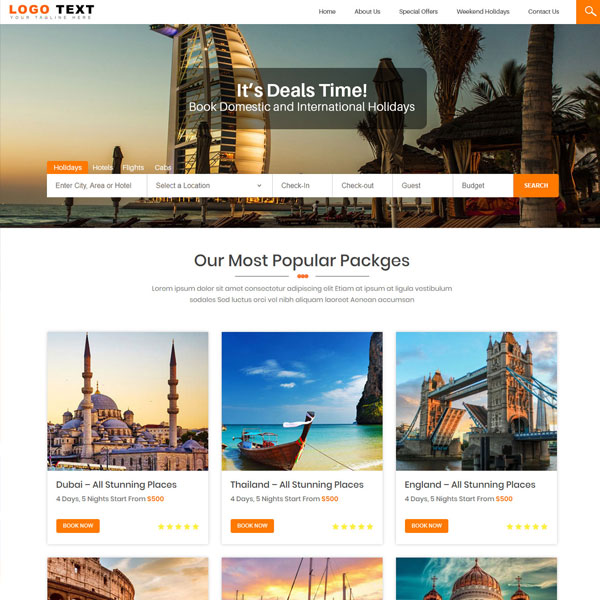 LOGO TEXT
YOUR TAGLINE HERE
Home About Us Special Offers Weekend Holidays Contact Us
It's Deals Time!
Book Domestic and International Holidays
Holidays Hotels Flights Cabs
Enter City, Area or Hotel Select a Location Check-In Check-out Guest Budget SEARCH
Our Most Popular Packges
Lorem ipsum dolor sit amet consectetur adipiscing elit Etiam at ipsum at ligula vestibulum
sodales Sed luctus orci vel nibh aliquam laoreet Aenean accumsan
Dubai – All Stunning Places
4 Days, 5 Nights Start From $500
BOOK NOW
Thailand – All Stunning Places
4 Days, 5 Nights Start From $500
BOOK NOW
England – All Stunning Places
4 Days, 5 Nights Start From $500
BOOK NOW